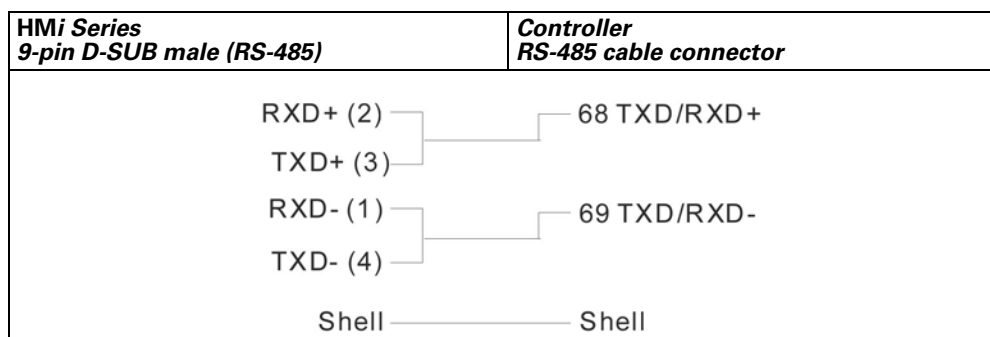 HMi Series
9-pin D-SUB male (RS-485)
Controller
RS-485 cable connector
RXD+ (2)
68 TXD/RXD+
TXD+ (3)
RXD- (1)
69 TXD/RXD-
TXD- (4)
Shell
Shell